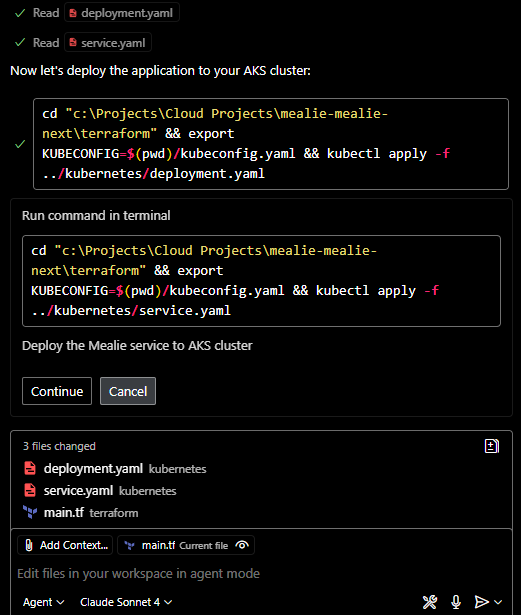 Read deployment.yaml
Read service.yaml
Now let's deploy the application to your AKS cluster:
cd "c:\Projects\Cloud Projects\mealie-mealie-
next\terraform" && export
KUBECONFIG=$(pwd)/kubeconfig.yaml && kubectl apply -f
../kubernetes/deployment.yaml
Run command in terminal
cd "c:\Projects\Cloud Projects\mealie-mealie-
next\terraform" && export
KUBECONFIG=$(pwd)/kubeconfig.yaml && kubectl apply -f
../kubernetes/service.yaml
Deploy the Mealie service to AKS cluster
Continue Cancel
3 files changed
deployment.yaml kubernetes
service.yaml kubernetes
main.tf terraform
Add Context... main.tf Current file
Edit files in your workspace in agent mode
Agent Claude Sonnet 4